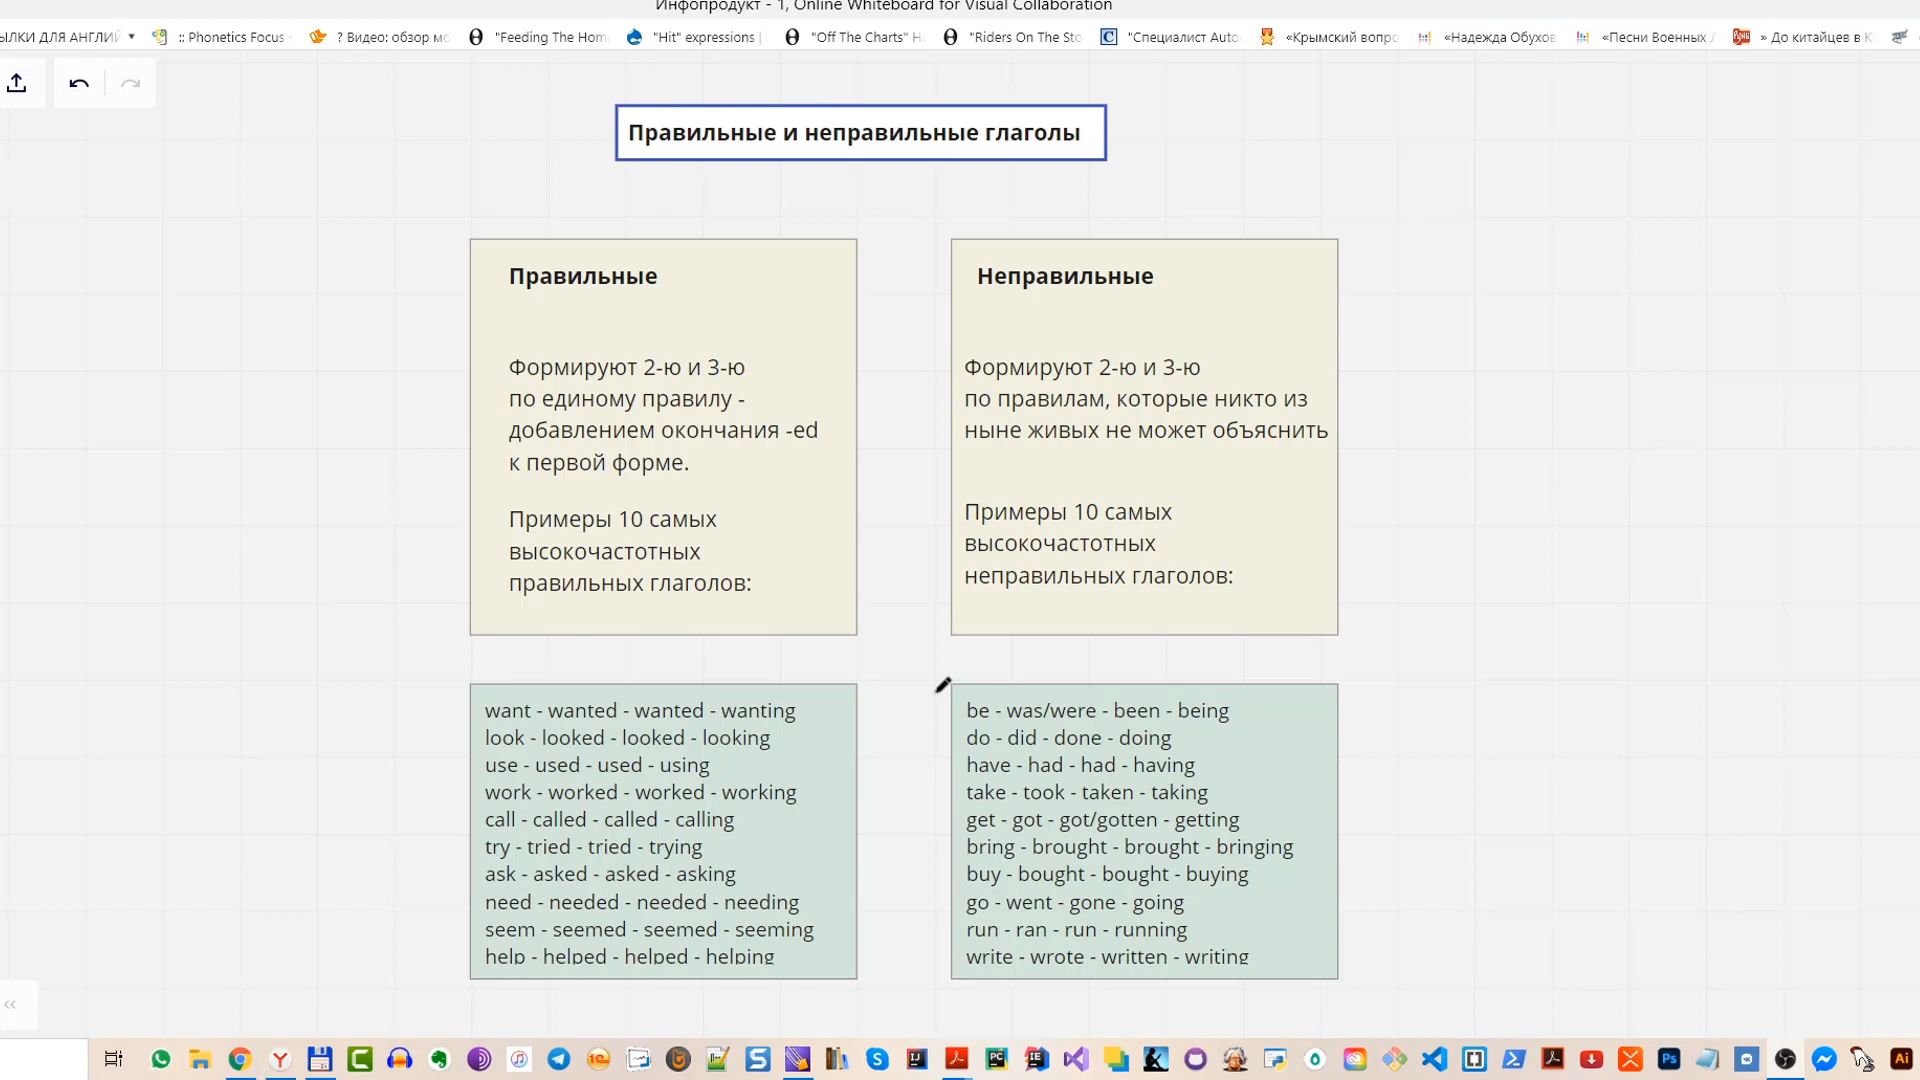 Инфопродукт - 1, Online Whiteboard for Visual Collaboration
ЫЛКИ ДЛЯ АНГЛИЙ :: Phonetics Focus ? Видео: обзор мо "Feeding The Hom "Hit" expressions | "Off The Charts" H "Riders On The Sto "Специалист Auto «Крымский вопро «Надежда Обухов «Песни Военных Л » До китайцев в К
Правильные и неправильные глаголы
Правильные
Формируют 2-ю и 3-ю
по единому правилу -
добавлением окончания -ed
к первой форме.
Примеры 10 самых
высокочастотных
правильных глаголов:
Неправильные
Формируют 2-ю и 3-ю
по правилам, которые никто из
ныне живых не может объяснить
Примеры 10 самых
высокочастотных
неправильных глаголов:
want - wanted - wanted - wanting
look - looked - looked - looking
use - used - used - using
work - worked - worked - working
call - called - called - calling
try - tried - tried - trying
ask - asked - asked - asking
need - needed - needed - needing
seem - seemed - seemed - seeming
help - helped - helped - helping
be - was/were - been - being
do - did - done - doing
have - had - had - having
take - took - taken - taking
get - got - got/gotten - getting
bring - brought - brought - bringing
buy - bought - bought - buying
go - went - gone - going
run - ran - run - running
write - wrote - written - writing